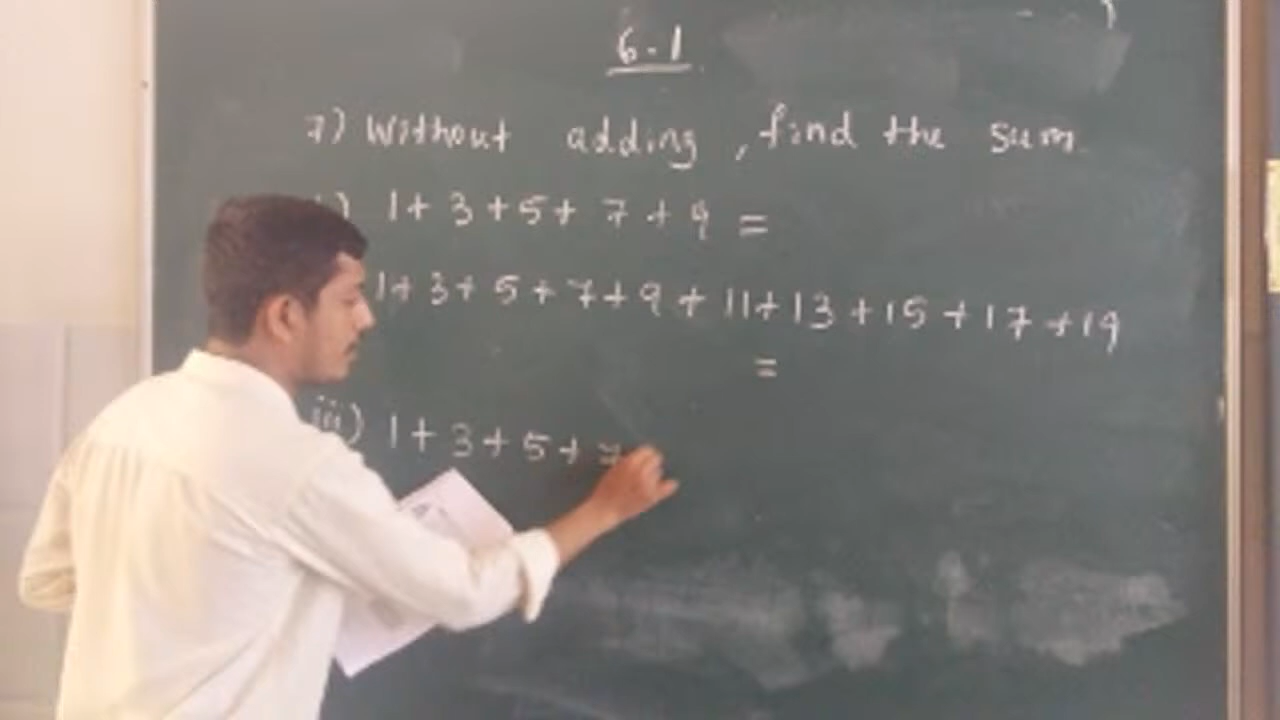 6.1
7) Without adding, find the sum.
i) 1+ 3 +5+ 7 + 9 =
1+ 3+ 5 + 7+ 9 + 11+ 13 + 15 + 17 +19
=
iii) 1 + 3 + 5 + 7